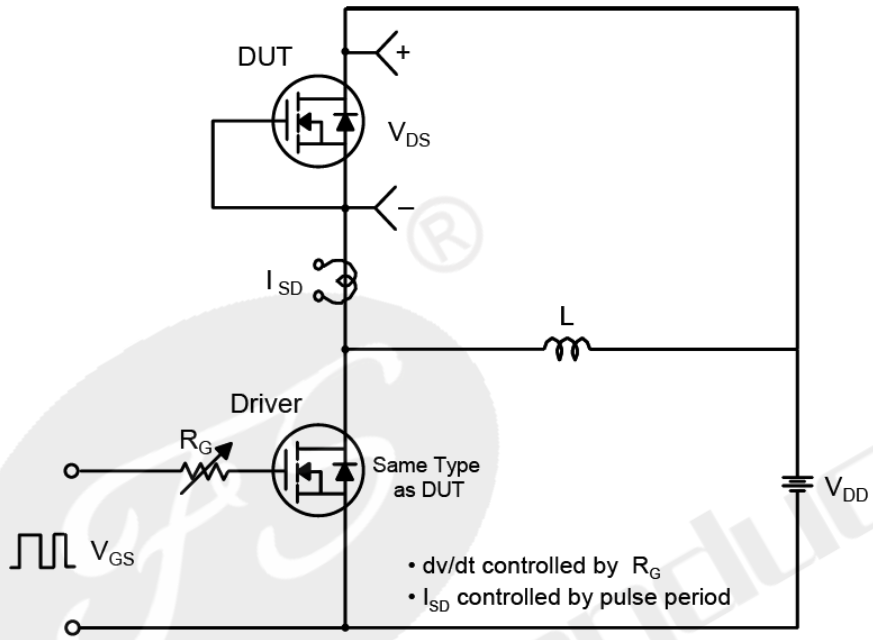 DUT
+
V_DS
−
I_SD
L
Driver
R_G
Same Type
as DUT
V_DD
V_GS
• dv/dt controlled by R_G
• I_SD controlled by pulse period
®